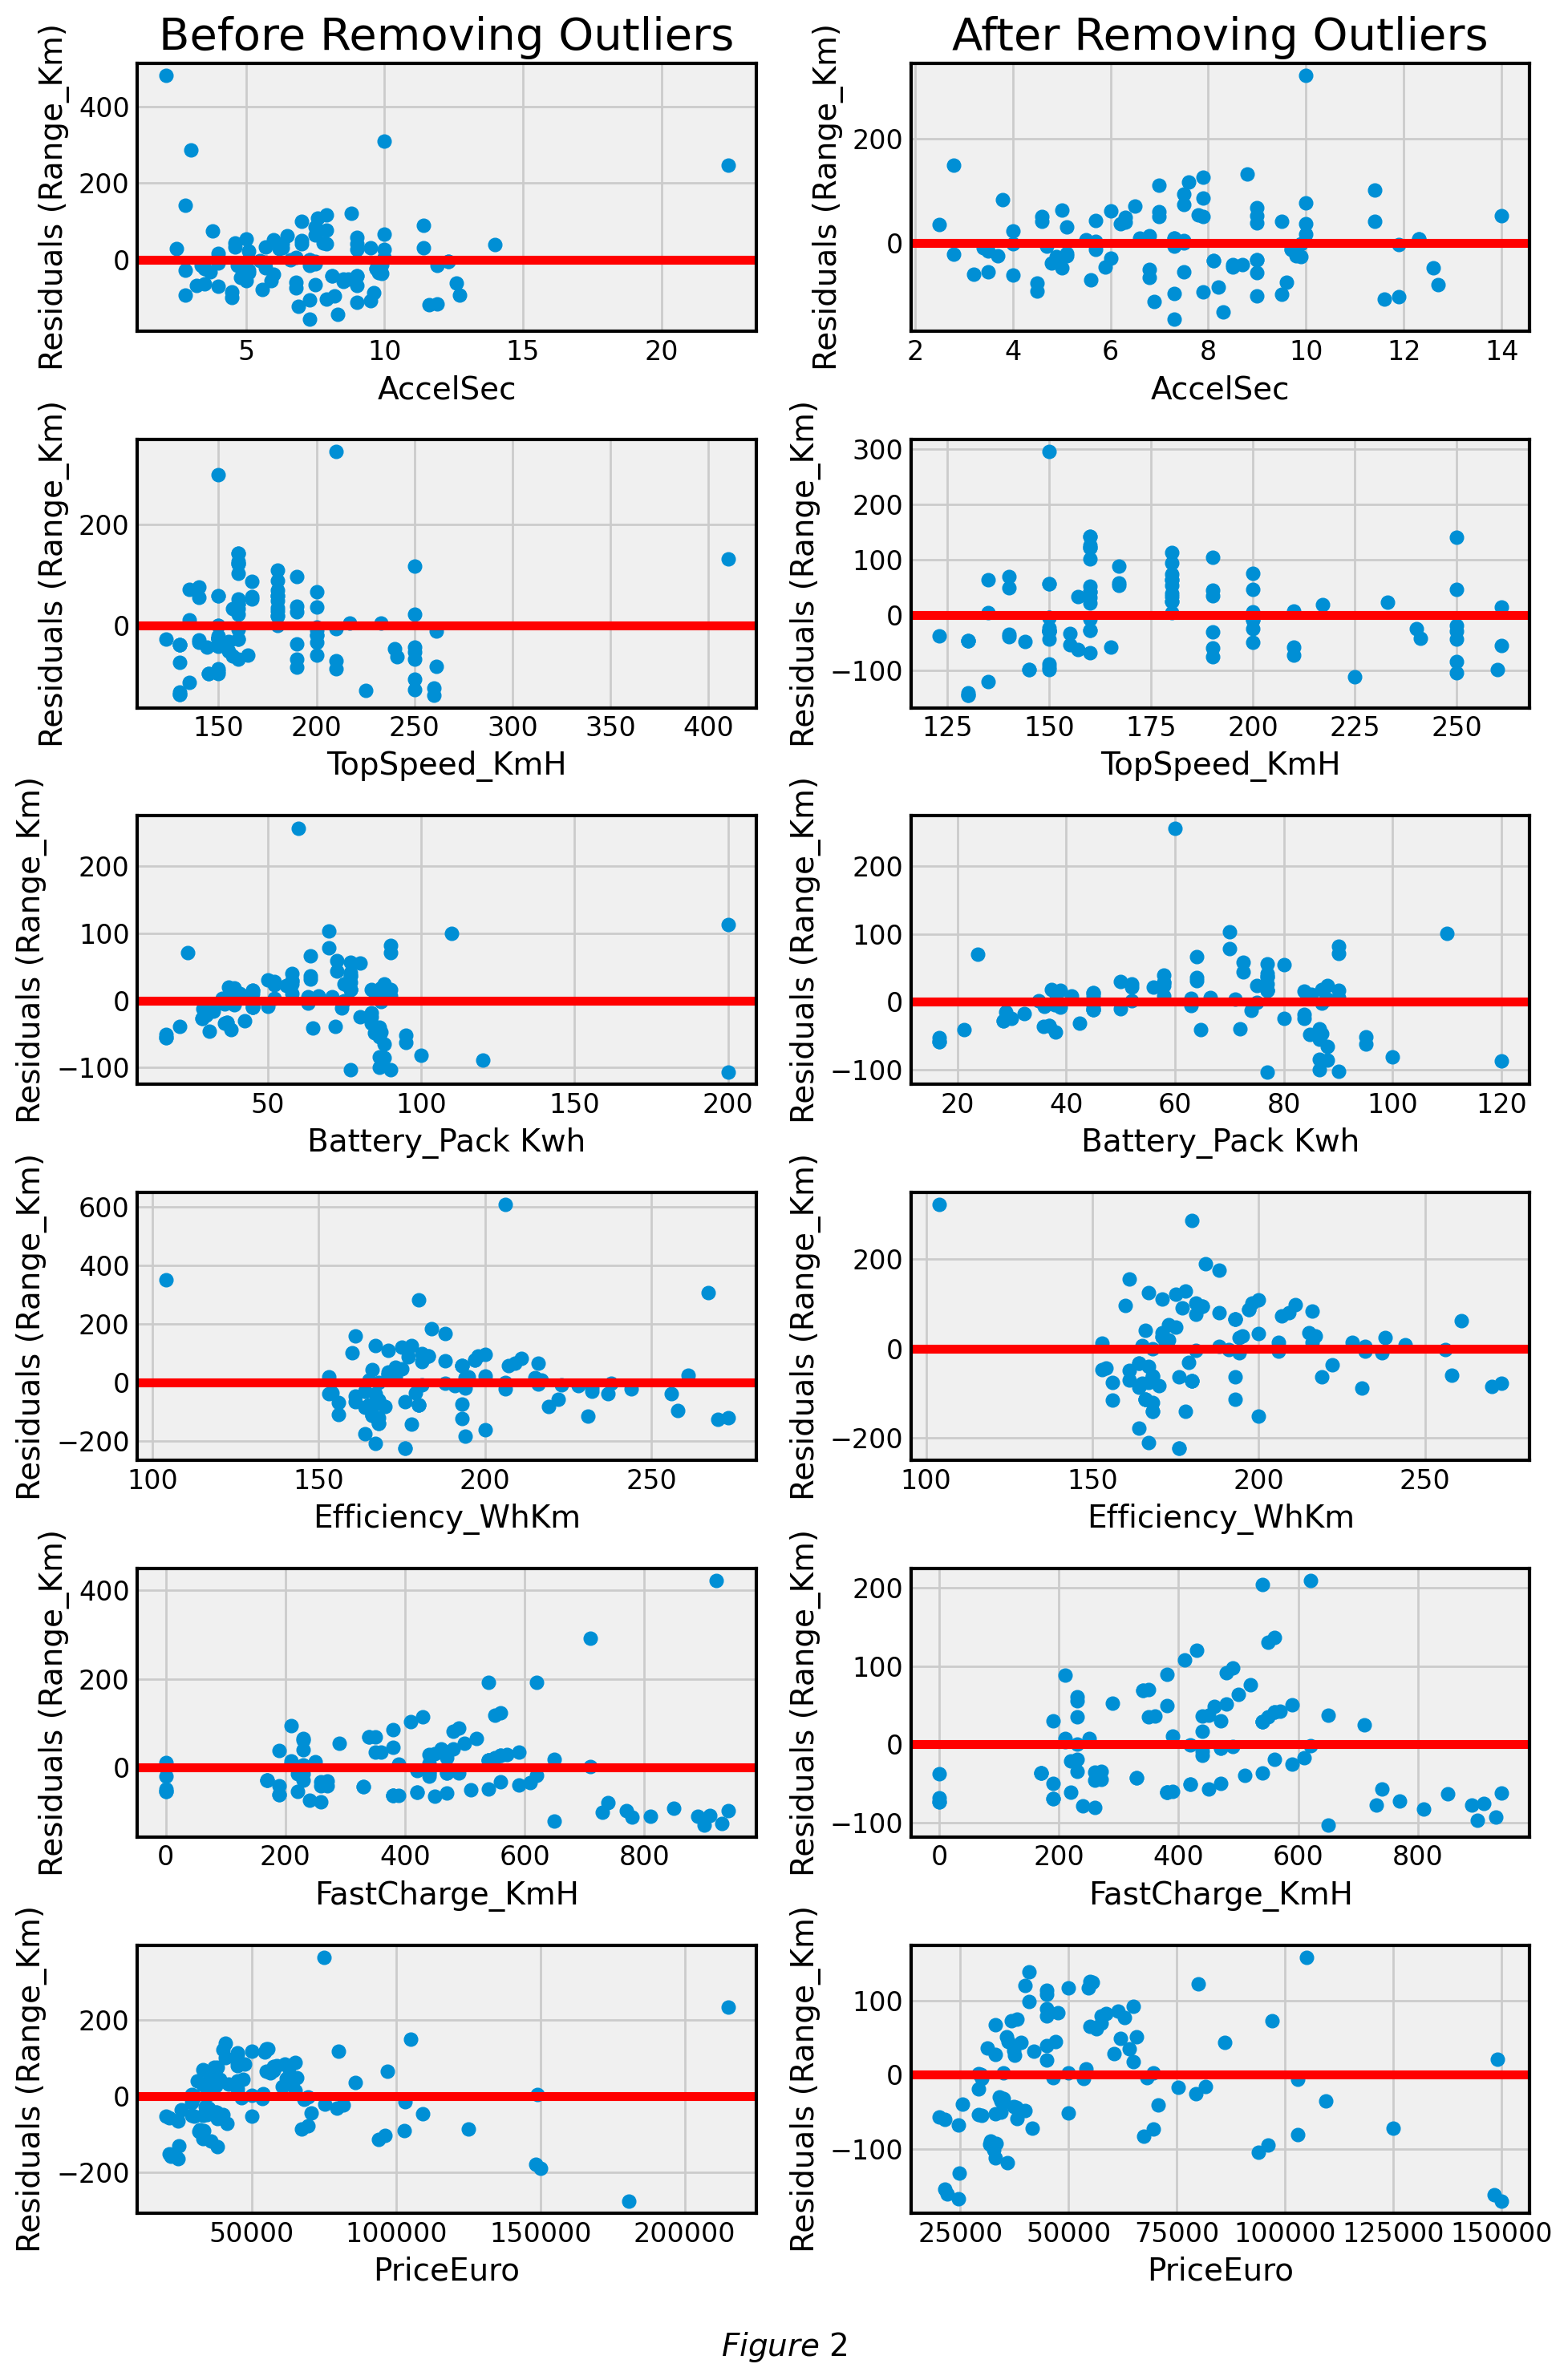 Before Removing Outliers After Removing Outliers
Residuals (Range_Km)
400
200
0
5 10 15 20
AccelSec
Residuals (Range_Km)
200
0
2 4 6 8 10 12 14
AccelSec
Residuals (Range_Km)
200
0
150 200 250 300 350 400
TopSpeed_KmH
Residuals (Range_Km)
300
200
100
0
−100
125 150 175 200 225 250
TopSpeed_KmH
Residuals (Range_Km)
200
100
0
−100
50 100 150 200
Battery_Pack Kwh
Residuals (Range_Km)
200
100
0
−100
20 40 60 80 100 120
Battery_Pack Kwh
Residuals (Range_Km)
600
400
200
0
−200
100 150 200 250
Efficiency_WhKm
Residuals (Range_Km)
200
0
−200
100 150 200 250
Efficiency_WhKm
Residuals (Range_Km)
400
200
0
0 200 400 600 800
FastCharge_KmH
Residuals (Range_Km)
200
100
0
−100
0 200 400 600 800
FastCharge_KmH
Residuals (Range_Km)
200
0
−200
50000 100000 150000 200000
PriceEuro
Residuals (Range_Km)
100
0
−100
25000 50000 75000 100000 125000 150000
PriceEuro
Figure 2